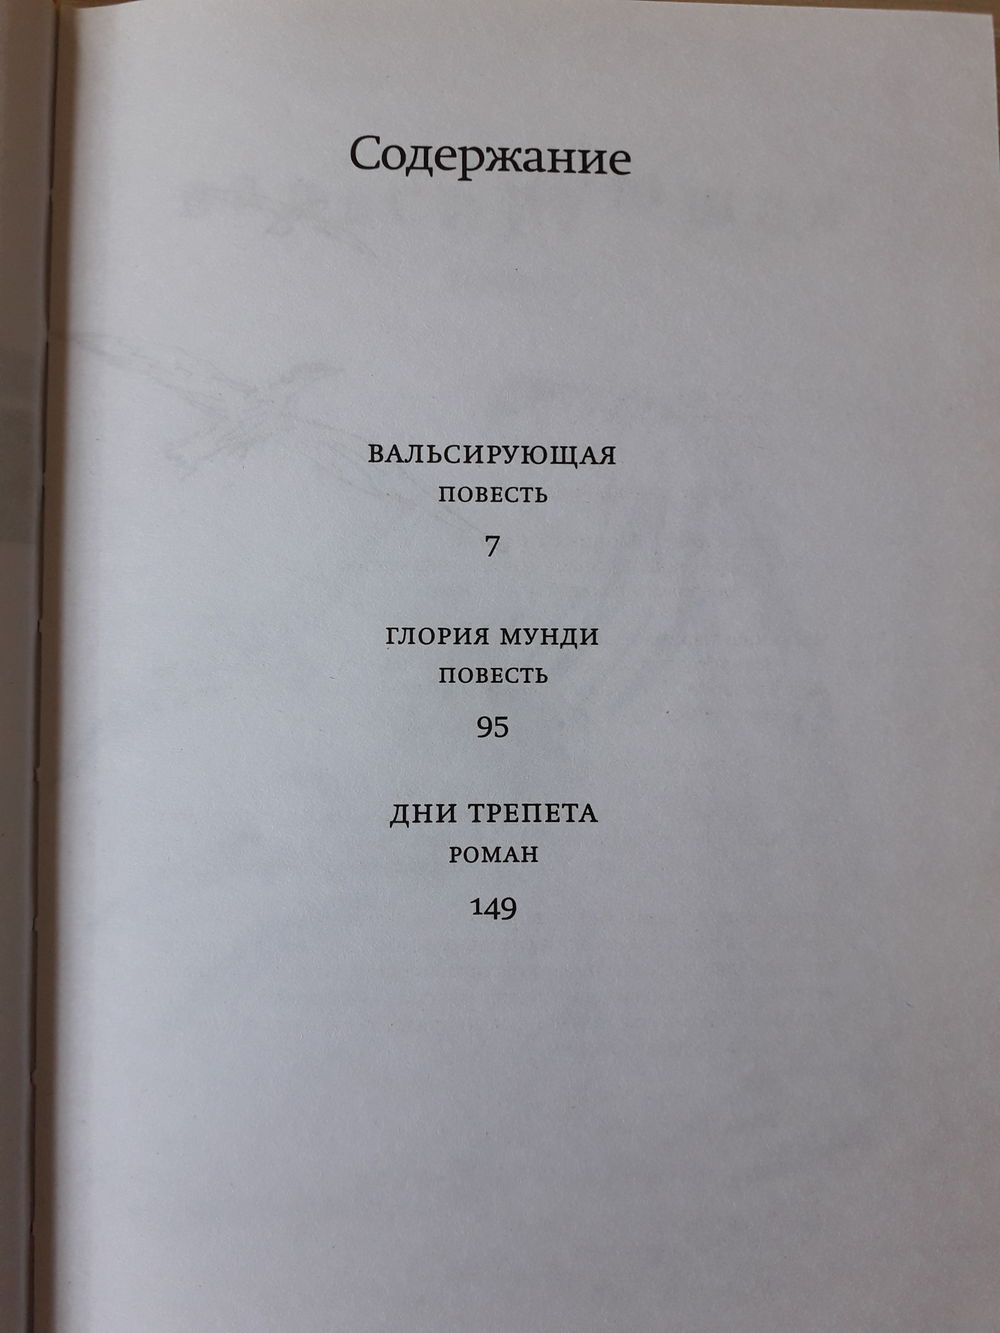 Содержание
ВАЛЬСИРУЮЩАЯ
ПОВЕСТЬ
7
ГЛОРИЯ МУНДИ
ПОВЕСТЬ
95
ДНИ ТРЕПЕТА
РОМАН
149